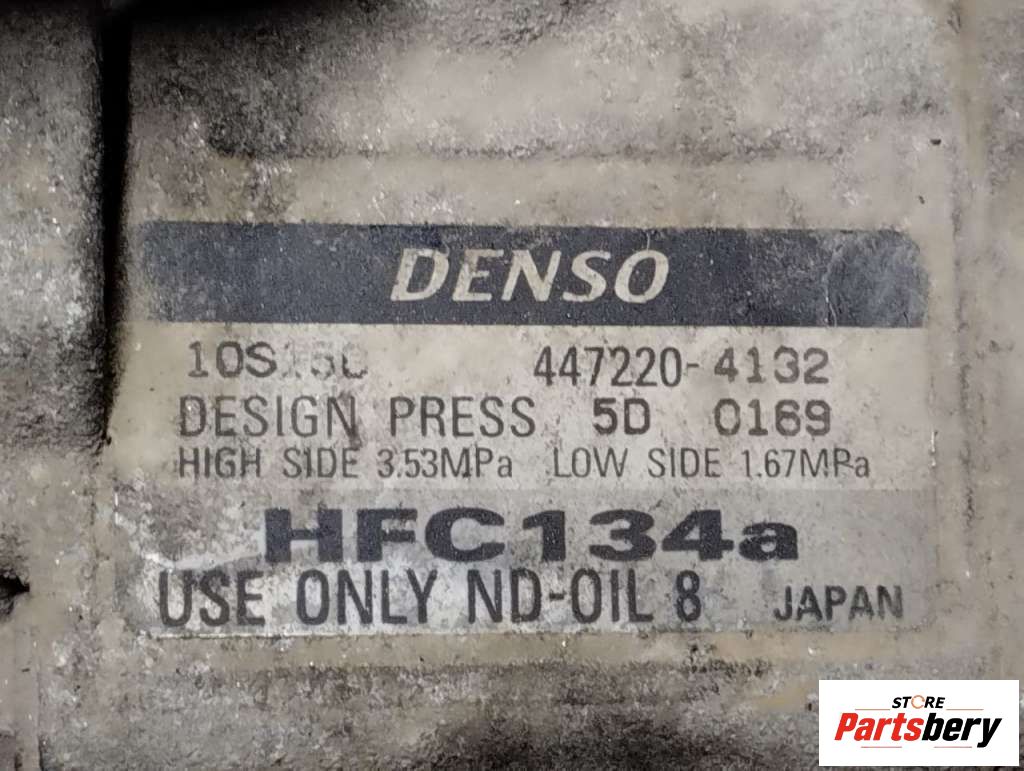 DENSO
10S15C 447220-4132
DESIGN PRESS 5D 0169
HIGH SIDE 3.53MPa LOW SIDE 1.67MPa
HFC134a
USE ONLY ND-OIL 8 JAPAN
STORE
Partsbery